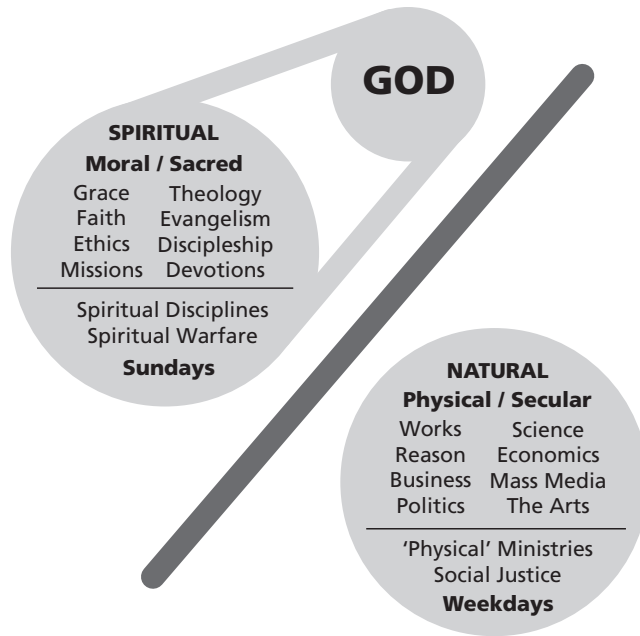 GOD
SPIRITUAL
Moral / Sacred
Grace Theology
Faith Evangelism
Ethics Discipleship
Missions Devotions
Spiritual Disciplines
Spiritual Warfare
Sundays
NATURAL
Physical / Secular
Works Science
Reason Economics
Business Mass Media
Politics The Arts
‘Physical’ Ministries
Social Justice
Weekdays